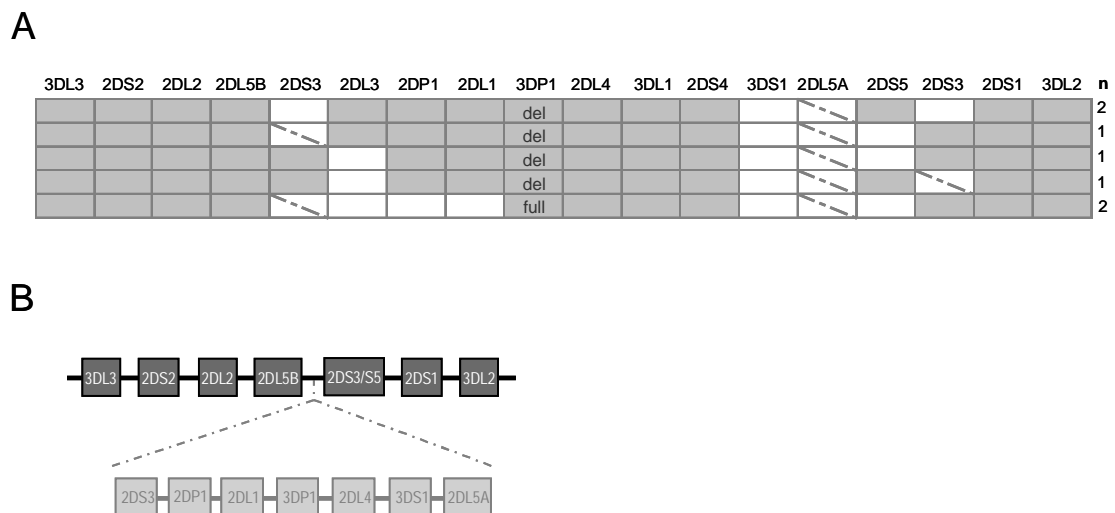 A
3DL3 2DS2 2DL2 2DL5B 2DS3 2DL3 2DP1 2DL1 3DP1 2DL4 3DL1 2DS4 3DS1 2DL5A 2DS5 2DS3 2DS1 3DL2 n
del 2
del 1
del 1
del 1
full 2
B
3DL3 2DS2 2DL2 2DL5B 2DS3/S5 2DS1 3DL2
2DS3 2DP1 2DL1 3DP1 2DL4 3DS1 2DL5A